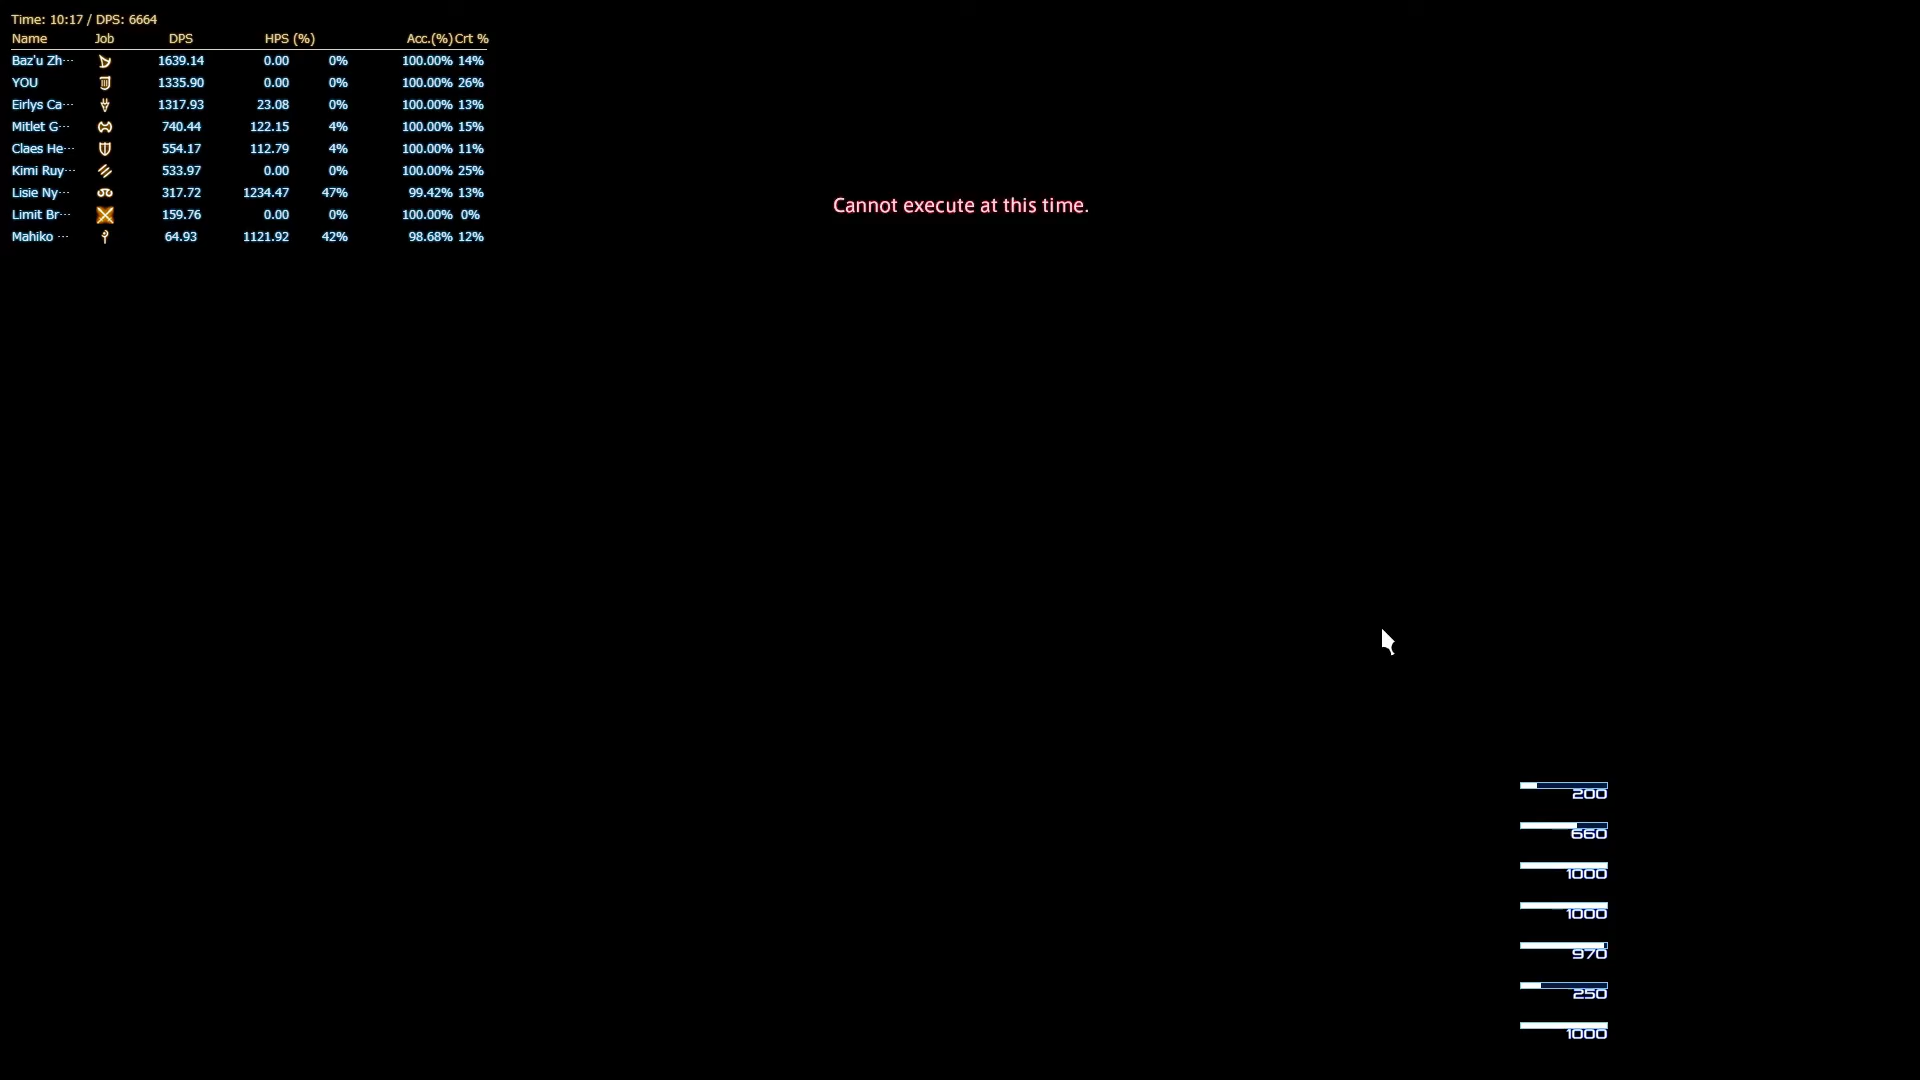 Time: 10:17 / DPS: 6664
Name Job DPS HPS (%) Acc.(%) Crt %
Baz'u Zh··· 1639.14 0.00 0% 100.00% 14%
YOU 1335.90 0.00 0% 100.00% 26%
Eirlys Ca··· 1317.93 23.08 0% 100.00% 13%
Mitlet G··· 740.44 122.15 4% 100.00% 15%
Claes He··· 554.17 112.79 4% 100.00% 11%
Kimi Ruy··· 533.97 0.00 0% 100.00% 25%
Lisie Ny··· 317.72 1234.47 47% 99.42% 13%
Limit Br··· 159.76 0.00 0% 100.00% 0%
Mahiko ··· 64.93 1121.92 42% 98.68% 12%
Cannot execute at this time.
200
660
1000
1000
970
250
1000